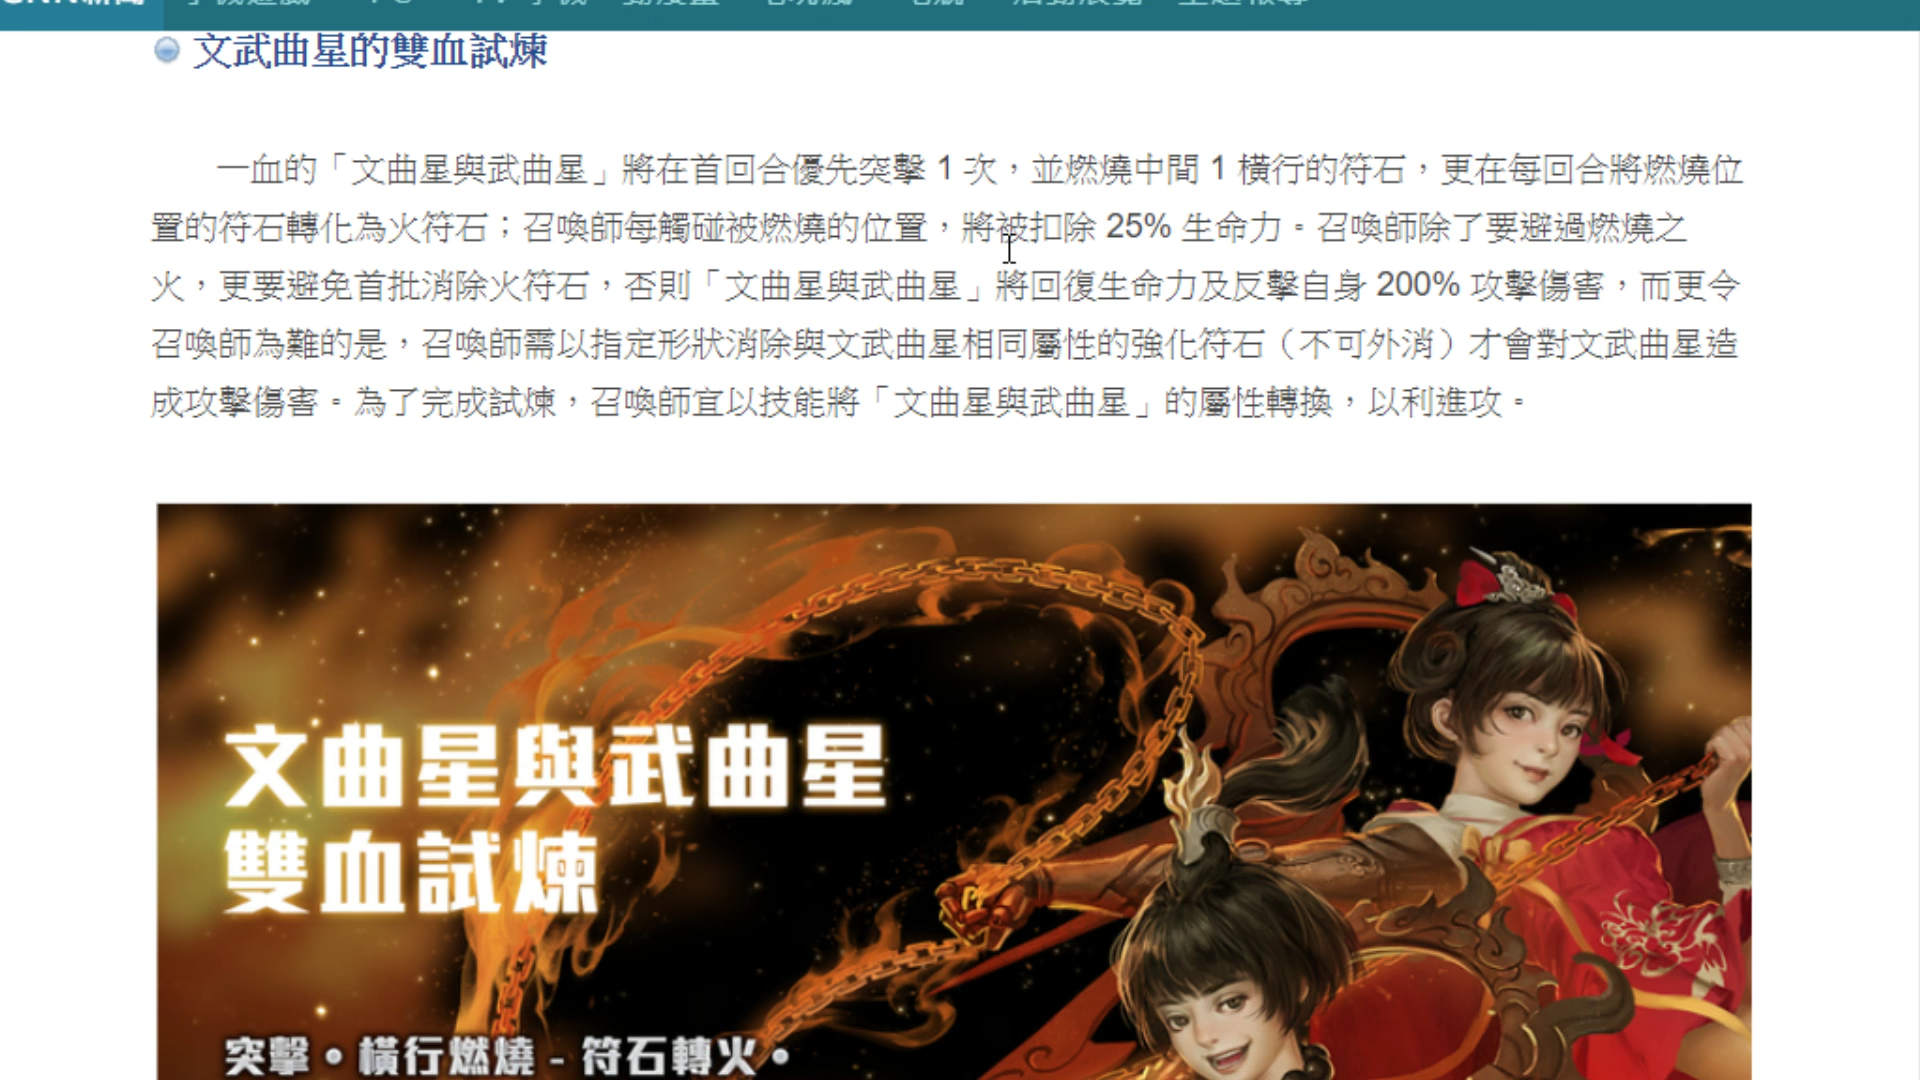 文武曲星的雙血試煉
一血的「文曲星與武曲星」將在首回合優先突擊 1 次，並燃燒中間 1 橫行的符石，更在每回合將燃燒位
置的符石轉化為火符石；召喚師每觸碰被燃燒的位置，將被扣除 25% 生命力。召喚師除了要避過燃燒之
火，更要避免首批消除火符石，否則「文曲星與武曲星」將回復生命力及反擊自身 200% 攻擊傷害，而更令
召喚師為難的是，召喚師需以指定形狀消除與文武曲星相同屬性的強化符石（不可外消）才會對文武曲星造
成攻擊傷害。為了完成試煉，召喚師宜以技能將「文曲星與武曲星」的屬性轉換，以利進攻。
文曲星與武曲星
雙血試煉
突擊•橫行燃燒 - 符石轉火•